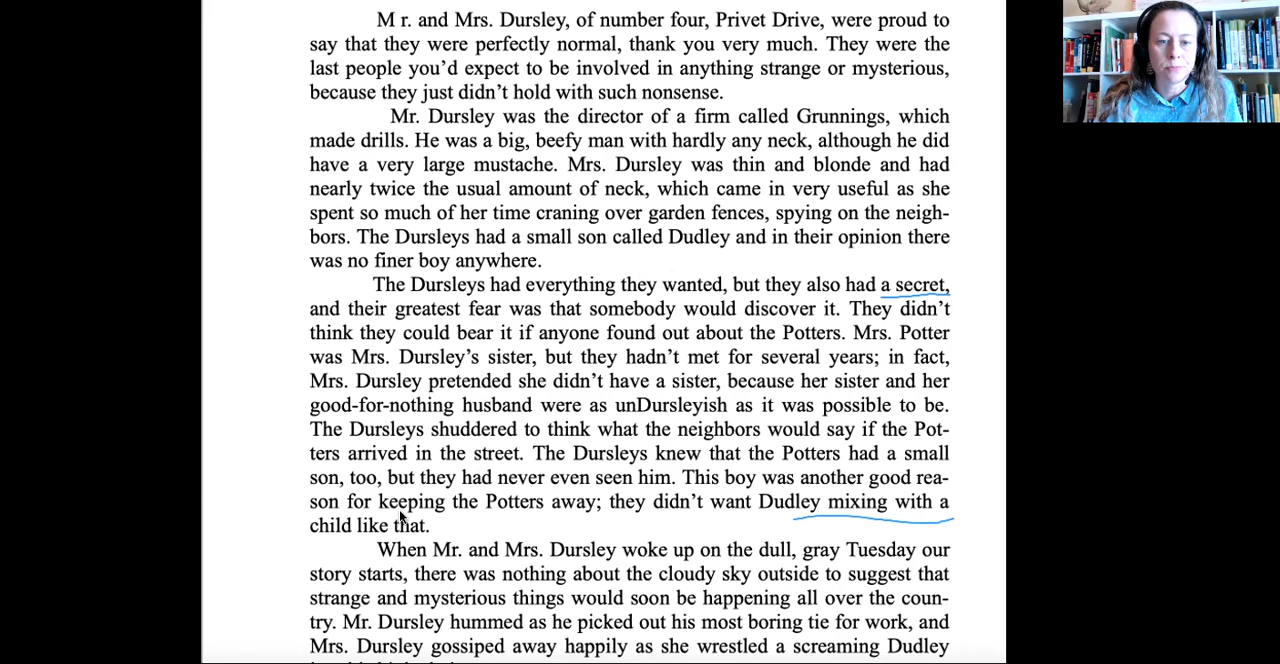 M r. and Mrs. Dursley, of number four, Privet Drive, were proud to
say that they were perfectly normal, thank you very much. They were the
last people you’d expect to be involved in anything strange or mysterious,
because they just didn’t hold with such nonsense.
Mr. Dursley was the director of a firm called Grunnings, which
made drills. He was a big, beefy man with hardly any neck, although he did
have a very large mustache. Mrs. Dursley was thin and blonde and had
nearly twice the usual amount of neck, which came in very useful as she
spent so much of her time craning over garden fences, spying on the neigh-
bors. The Dursleys had a small son called Dudley and in their opinion there
was no finer boy anywhere.
The Dursleys had everything they wanted, but they also had a secret,
and their greatest fear was that somebody would discover it. They didn’t
think they could bear it if anyone found out about the Potters. Mrs. Potter
was Mrs. Dursley’s sister, but they hadn’t met for several years; in fact,
Mrs. Dursley pretended she didn’t have a sister, because her sister and her
good-for-nothing husband were as unDursleyish as it was possible to be.
The Dursleys shuddered to think what the neighbors would say if the Pot-
ters arrived in the street. The Dursleys knew that the Potters had a small
son, too, but they had never even seen him. This boy was another good rea-
son for keeping the Potters away; they didn’t want Dudley mixing with a
child like that.
When Mr. and Mrs. Dursley woke up on the dull, gray Tuesday our
story starts, there was nothing about the cloudy sky outside to suggest that
strange and mysterious things would soon be happening all over the coun-
try. Mr. Dursley hummed as he picked out his most boring tie for work, and
Mrs. Dursley gossiped away happily as she wrestled a screaming Dudley